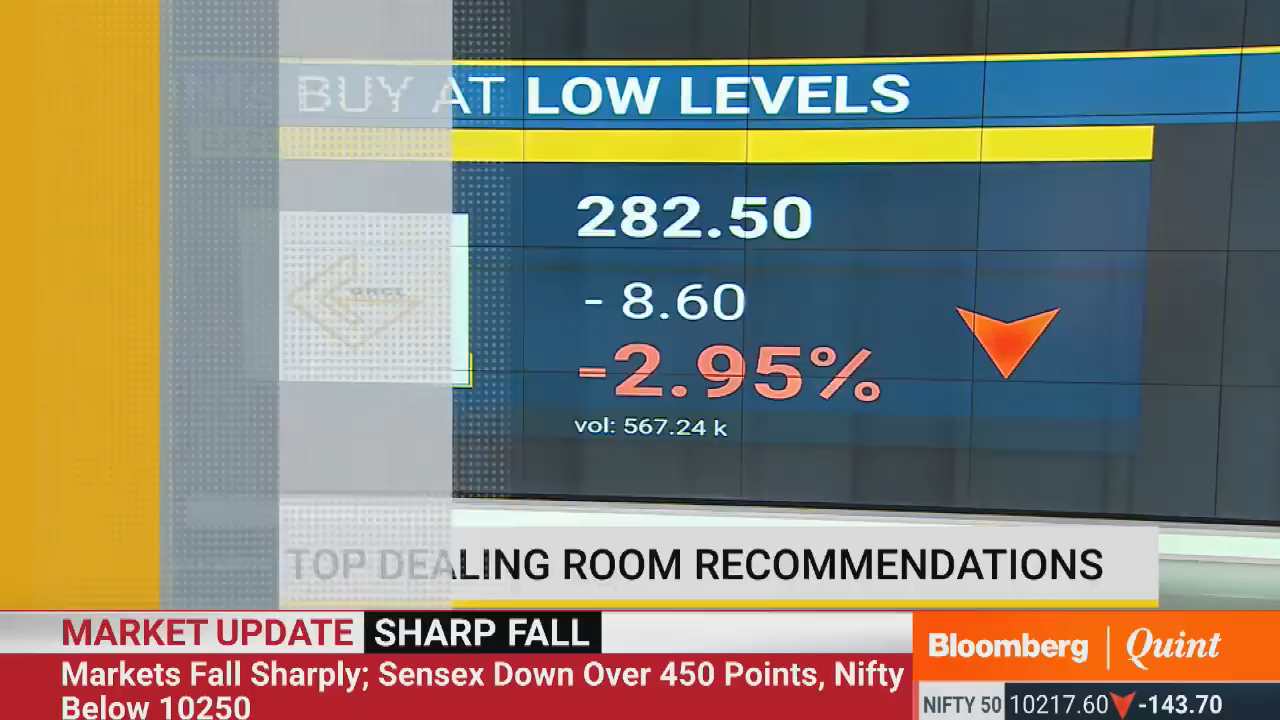 BUY AT LOW LEVELS
282.50
- 8.60
-2.95%
vol: 567.24 k
TOP DEALING ROOM RECOMMENDATIONS
MARKET UPDATE SHARP FALL
Markets Fall Sharply; Sensex Down Over 450 Points, Nifty
Below 10250
Bloomberg | Quint
NIFTY 50 10217.60 -143.70